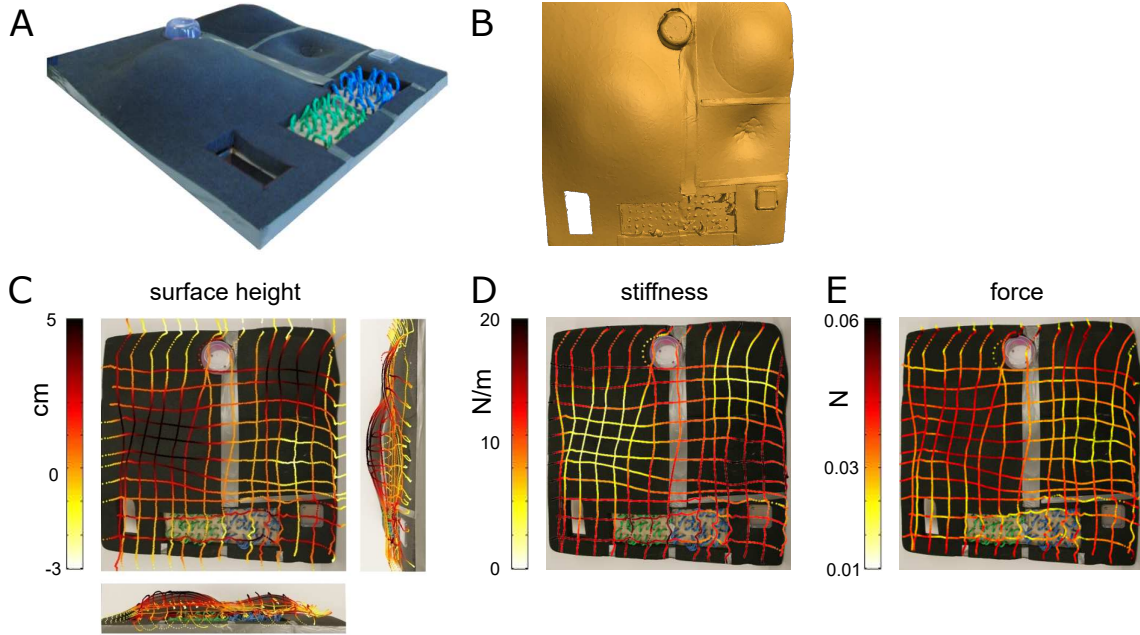 A
B
C
surface height
5
cm
0
-3
D
stiffness
20
N/m
10
0
E
force
0.06
N
0.03
0.01